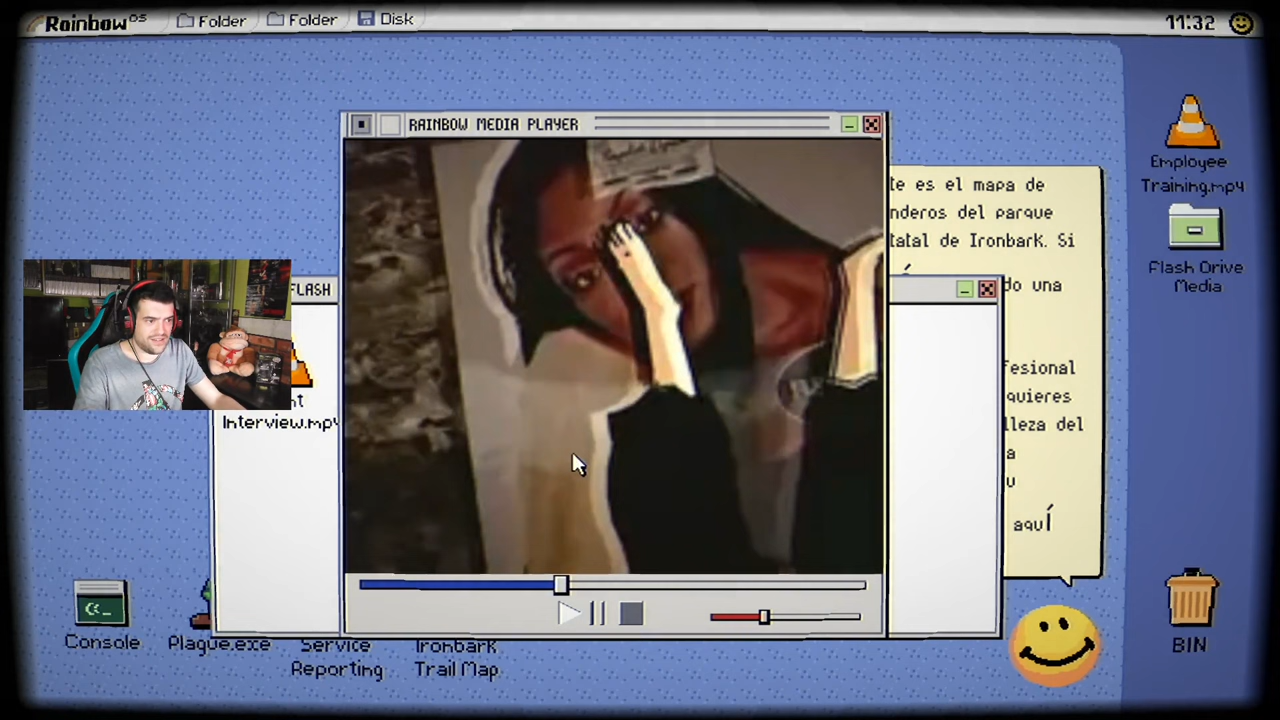 RainbowOS Folder Folder Disk 11:32
RAINBOW MEDIA PLAYER
Employee
Training.mp4
Flash Drive
Media
te es el mapa de
nderos del parque
tatal de Ironbark. Si
do una
fesional
quieres
lleza del
a
u
aquÍ
FLASH
nt
Interview.mp4
Console
Plague.exe
Service
Reporting
Ironbark
Trail Map
BIN